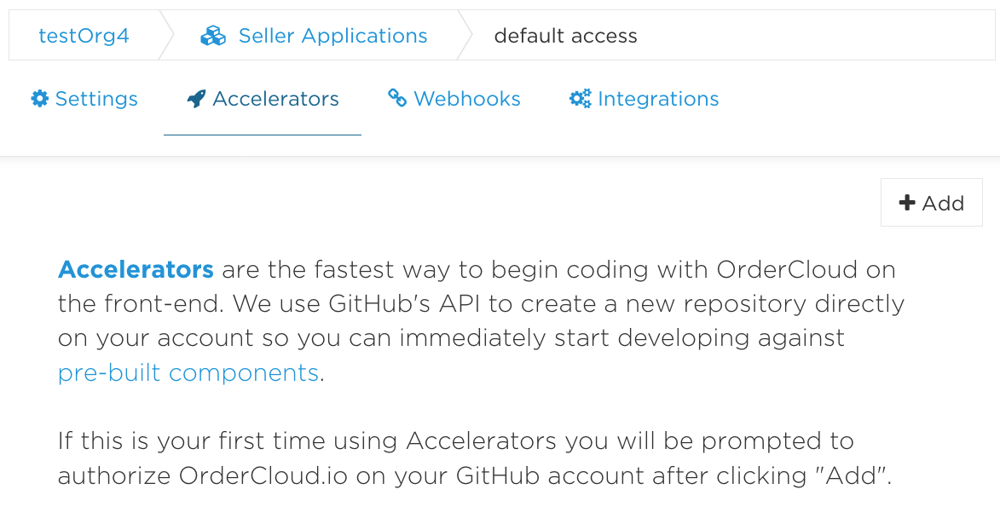 testOrg4 Seller Applications default access
Settings Accelerators Webhooks Integrations
Add
Accelerators are the fastest way to begin coding with OrderCloud on
the front-end. We use GitHub's API to create a new repository directly
on your account so you can immediately start developing against
pre-built components.
If this is your first time using Accelerators you will be prompted to
authorize OrderCloud.io on your GitHub account after clicking "Add".